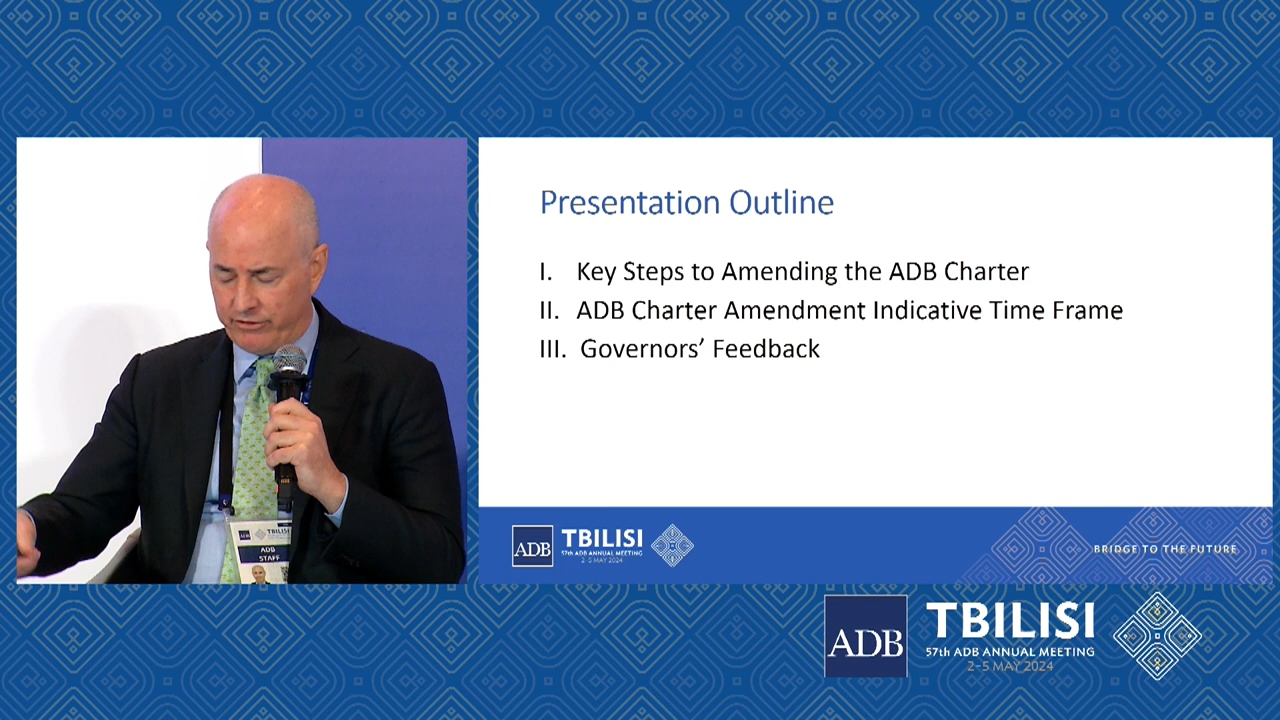 Presentation Outline
I. Key Steps to Amending the ADB Charter
II. ADB Charter Amendment Indicative Time Frame
III. Governors’ Feedback
ADB
TBILISI
57th ADB ANNUAL MEETING
2-5 MAY 2024
BRIDGE TO THE FUTURE
TBILISI
ADB
STAFF
ADB
TBILISI
57th ADB ANNUAL MEETING
2–5 MAY 2024